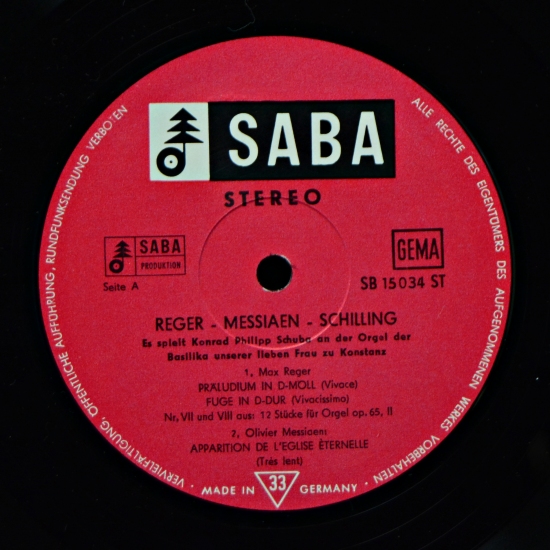 SABA
STEREO
SABA
PRODUKTION
Seite A
GEMA
SB 15 034 ST
REGER - MESSIAEN - SCHILLING
Es spielt Konrad Philipp Schuba an der Orgel der
Basilika unserer lieben Frau zu Konstanz
1, Max Reger
PRÄLUDIUM IN D-MOLL (Vivace)
FUGE IN D-DUR (Vivacissimo)
Nr, VII und VIII aus: 12 Stücke für Orgel op. 65, II
2, Olivier Messiaen:
APPARITION DE L'EGLISE ÊTERNELLE
(Très lent)
33
MADE IN GERMANY
ALLE RECHTE DES EIGENTÜMERS DES AUFGENOMMENEN WERKES VORBEHALTEN
VERVIELFÄLTIGUNG, ÖFFENTLICHE AUFFÜHRUNG, RUNDFUNKSENDUNG VERBOTEN